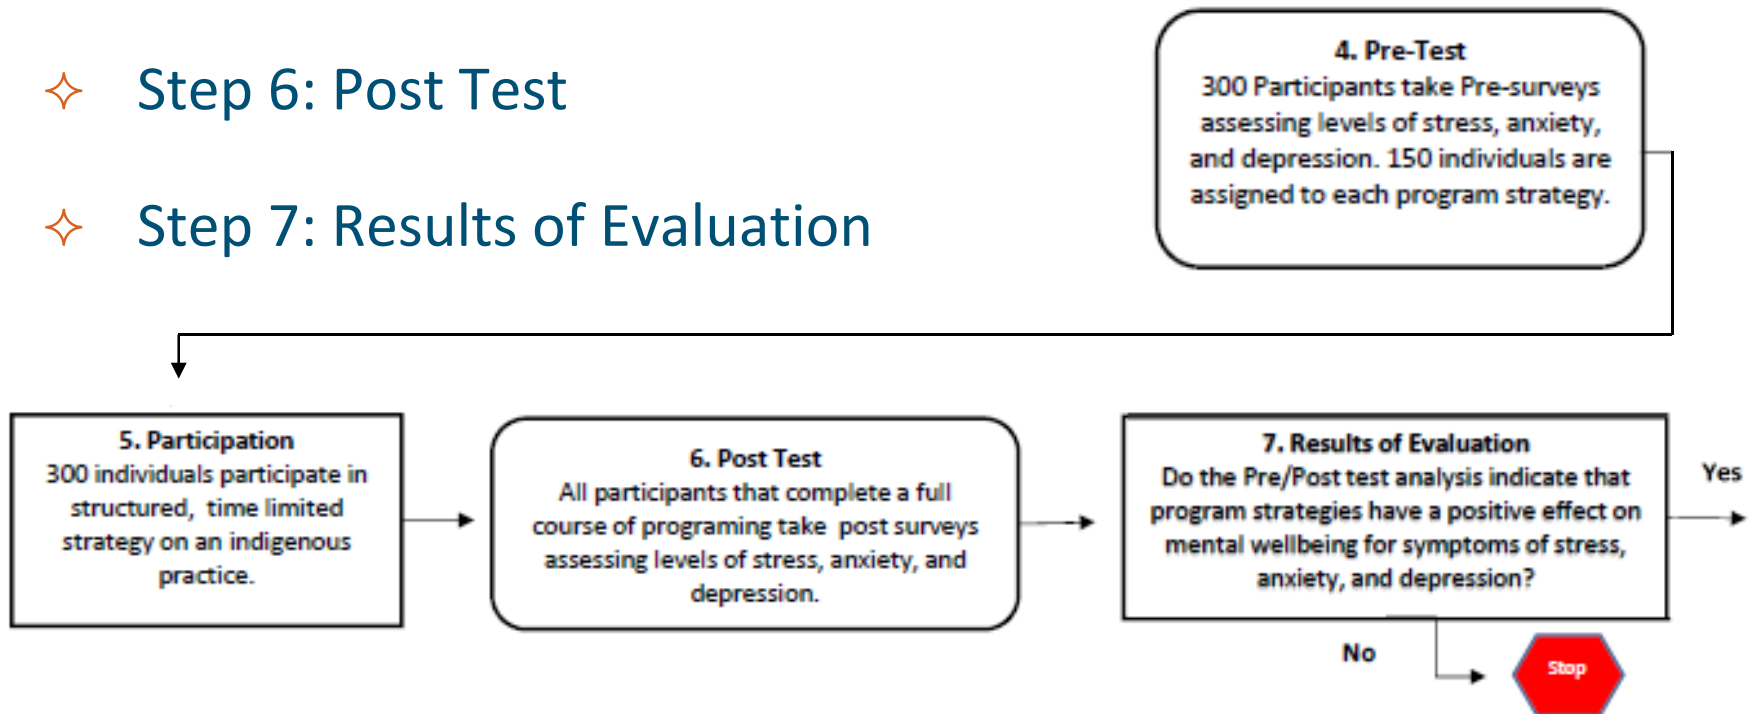 Step 6: Post Test
Step 7: Results of Evaluation
4. Pre-Test
300 Participants take Pre-surveys
assessing levels of stress, anxiety,
and depression. 150 individuals are
assigned to each program strategy.
5. Participation
300 individuals participate in
structured, time limited
strategy on an indigenous
practice.
6. Post Test
All participants that complete a full
course of programing take post surveys
assessing levels of stress, anxiety, and
depression.
7. Results of Evaluation
Do the Pre/Post test analysis indicate that
program strategies have a positive effect on
mental wellbeing for symptoms of stress,
anxiety, and depression?
Yes
No
Stop